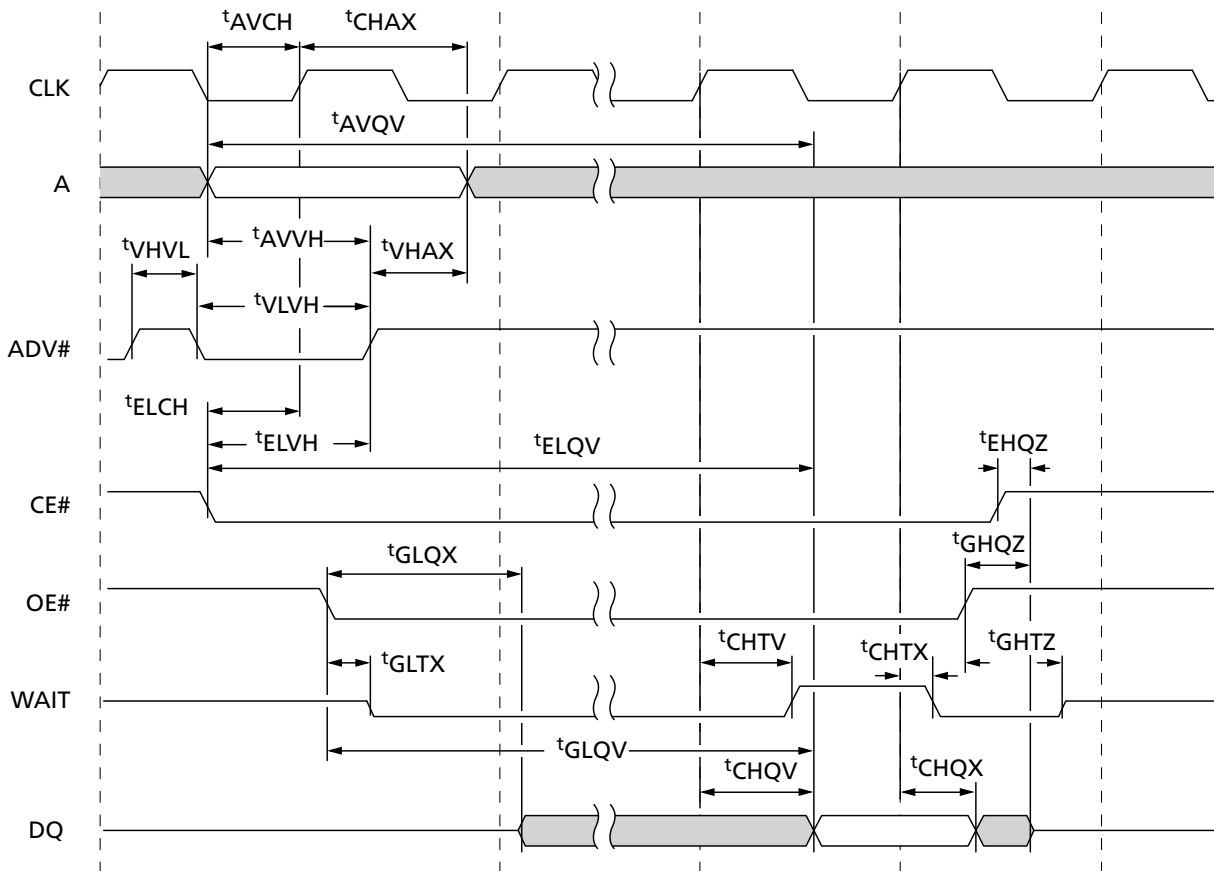 tAVCH
tCHAX
CLK
tAVQV
A
tAVVH
tVHVL
tVHAX
tVLVH
ADV#
tELCH
tELVH
tELQV
tEHQZ
CE#
tGLQX
tGHQZ
OE#
tCHTV
tCHTX
tGHTZ
tGLTX
WAIT
tGLQV
tCHQV
tCHQX
DQ